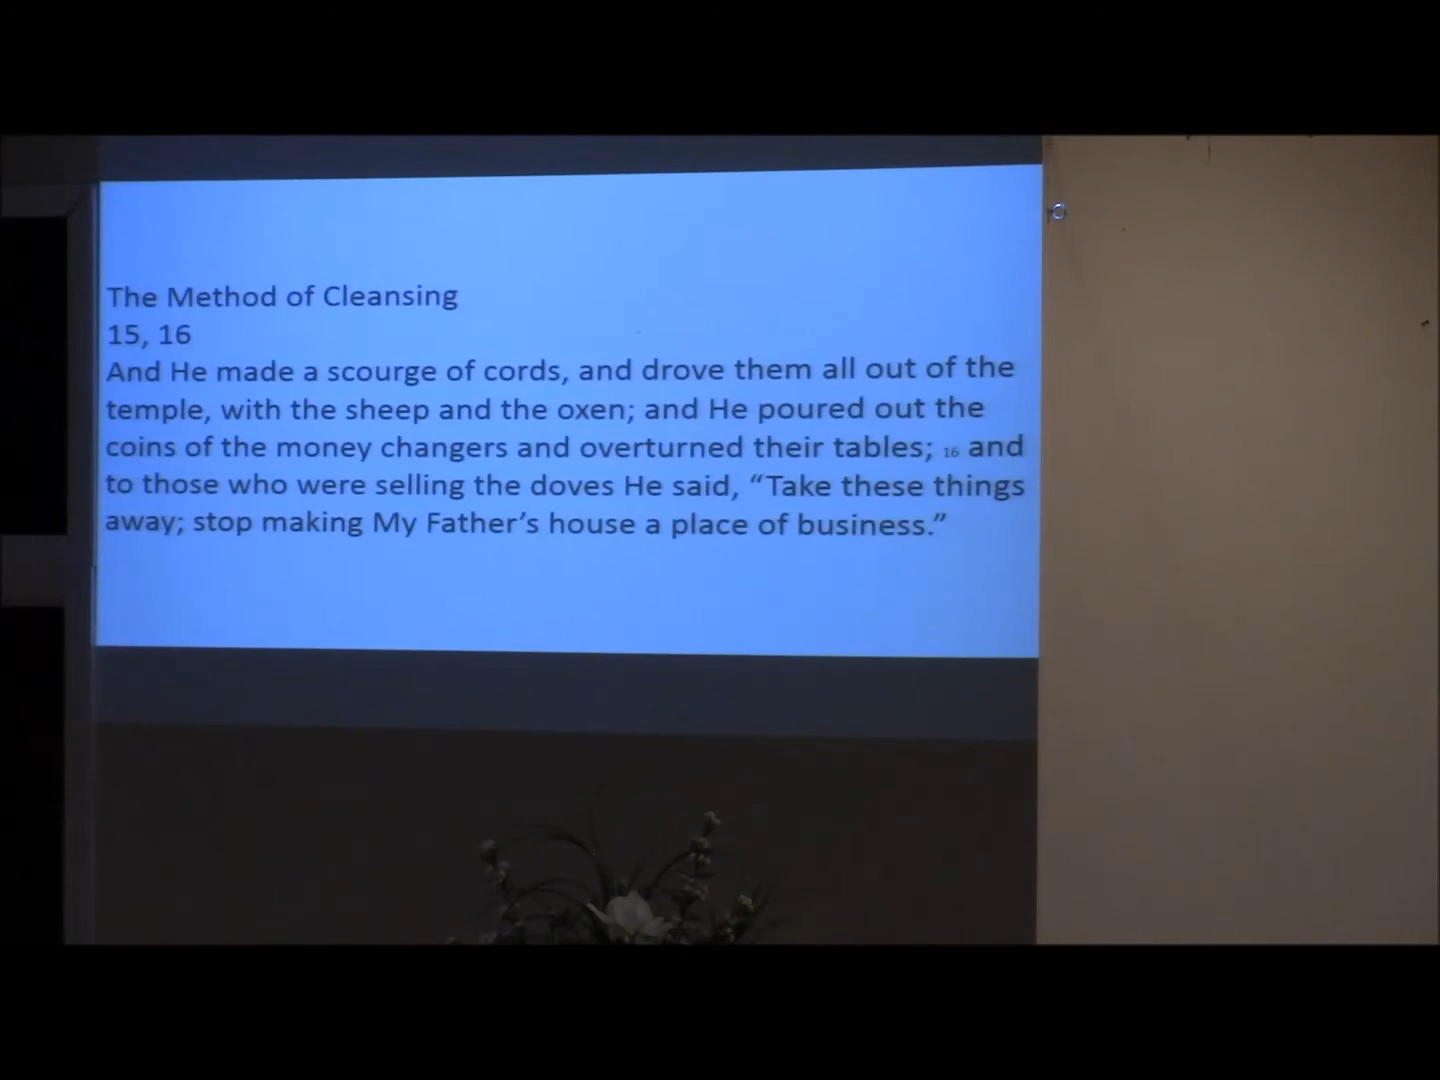 The Method of Cleansing
15, 16
And He made a scourge of cords, and drove them all out of the
temple, with the sheep and the oxen; and He poured out the
coins of the money changers and overturned their tables; 16 and
to those who were selling the doves He said, “Take these things
away; stop making My Father’s house a place of business.”